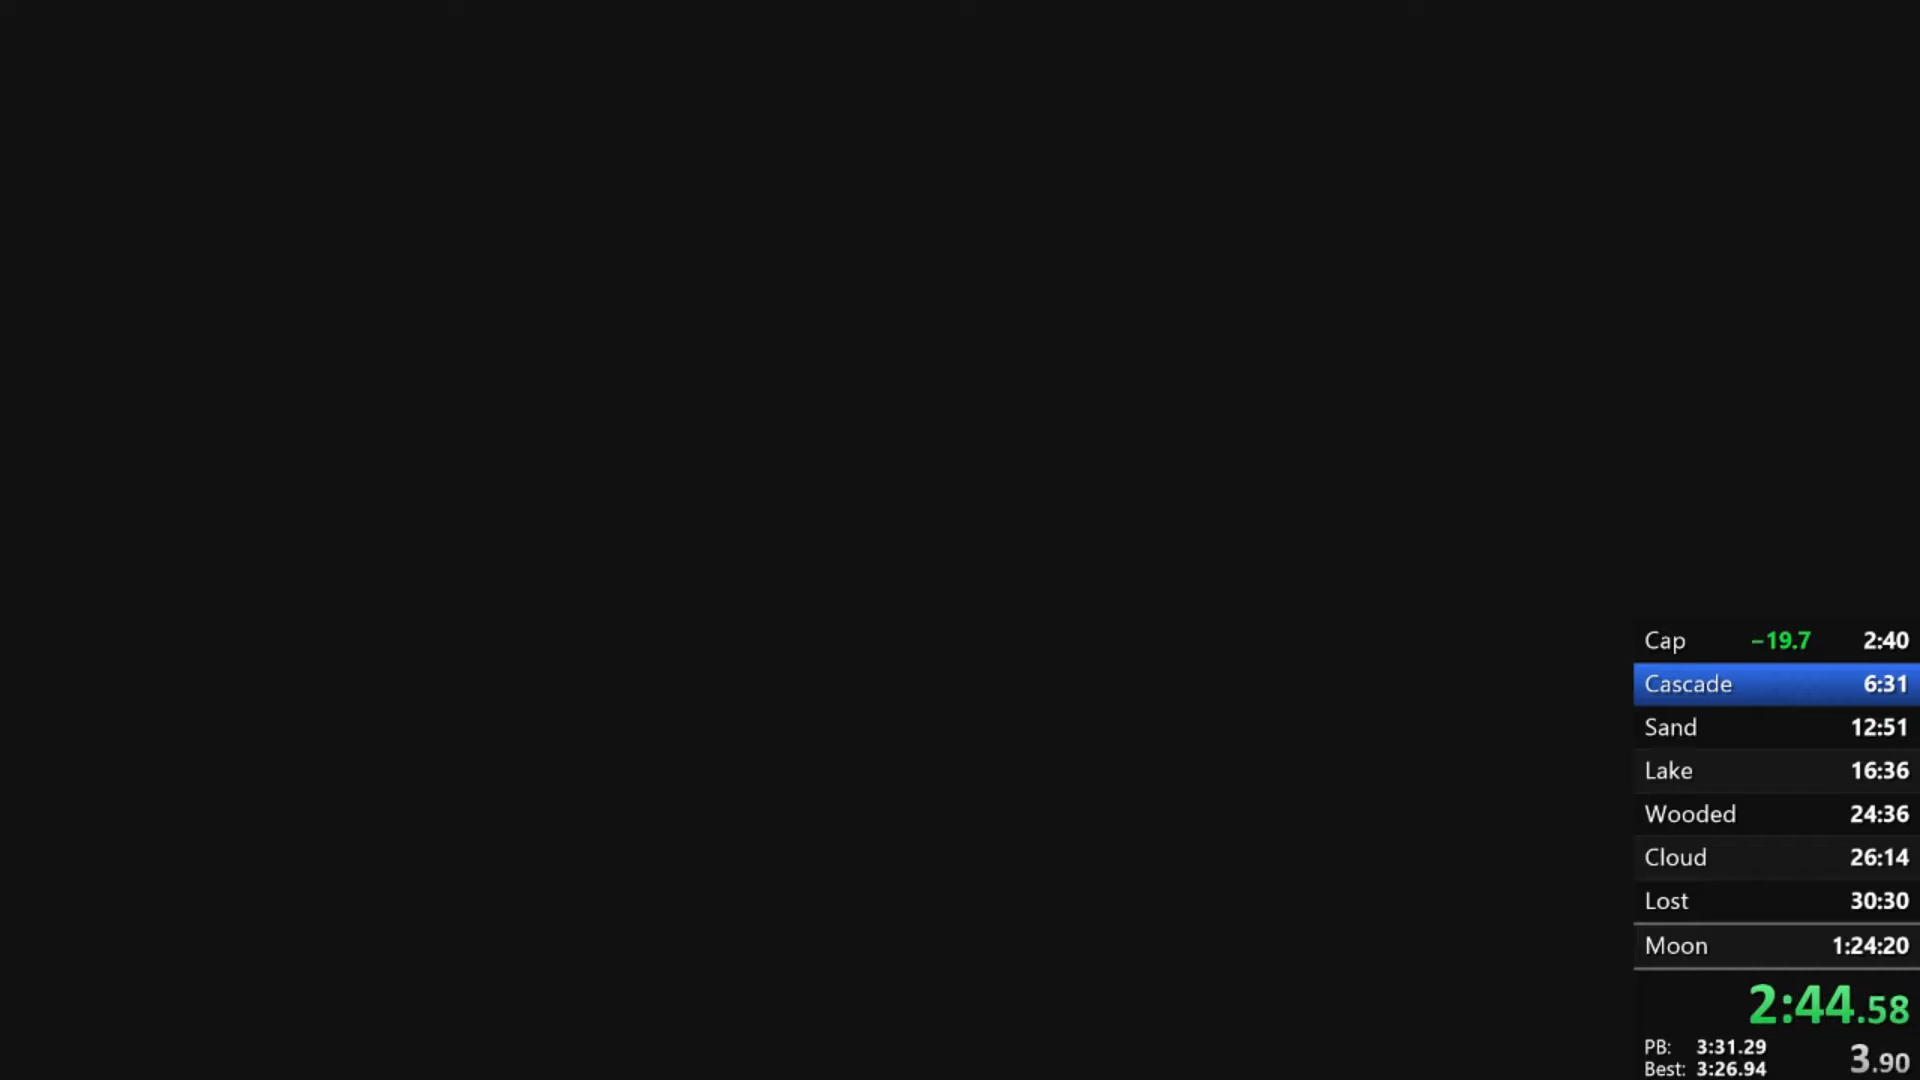 Cap −19.7 2:40
Cascade 6:31
Sand 12:51
Lake 16:36
Wooded 24:36
Cloud 26:14
Lost 30:30
Moon 1:24:20
2:44.58
PB: 3:31.29
Best: 3:26.94
3.90